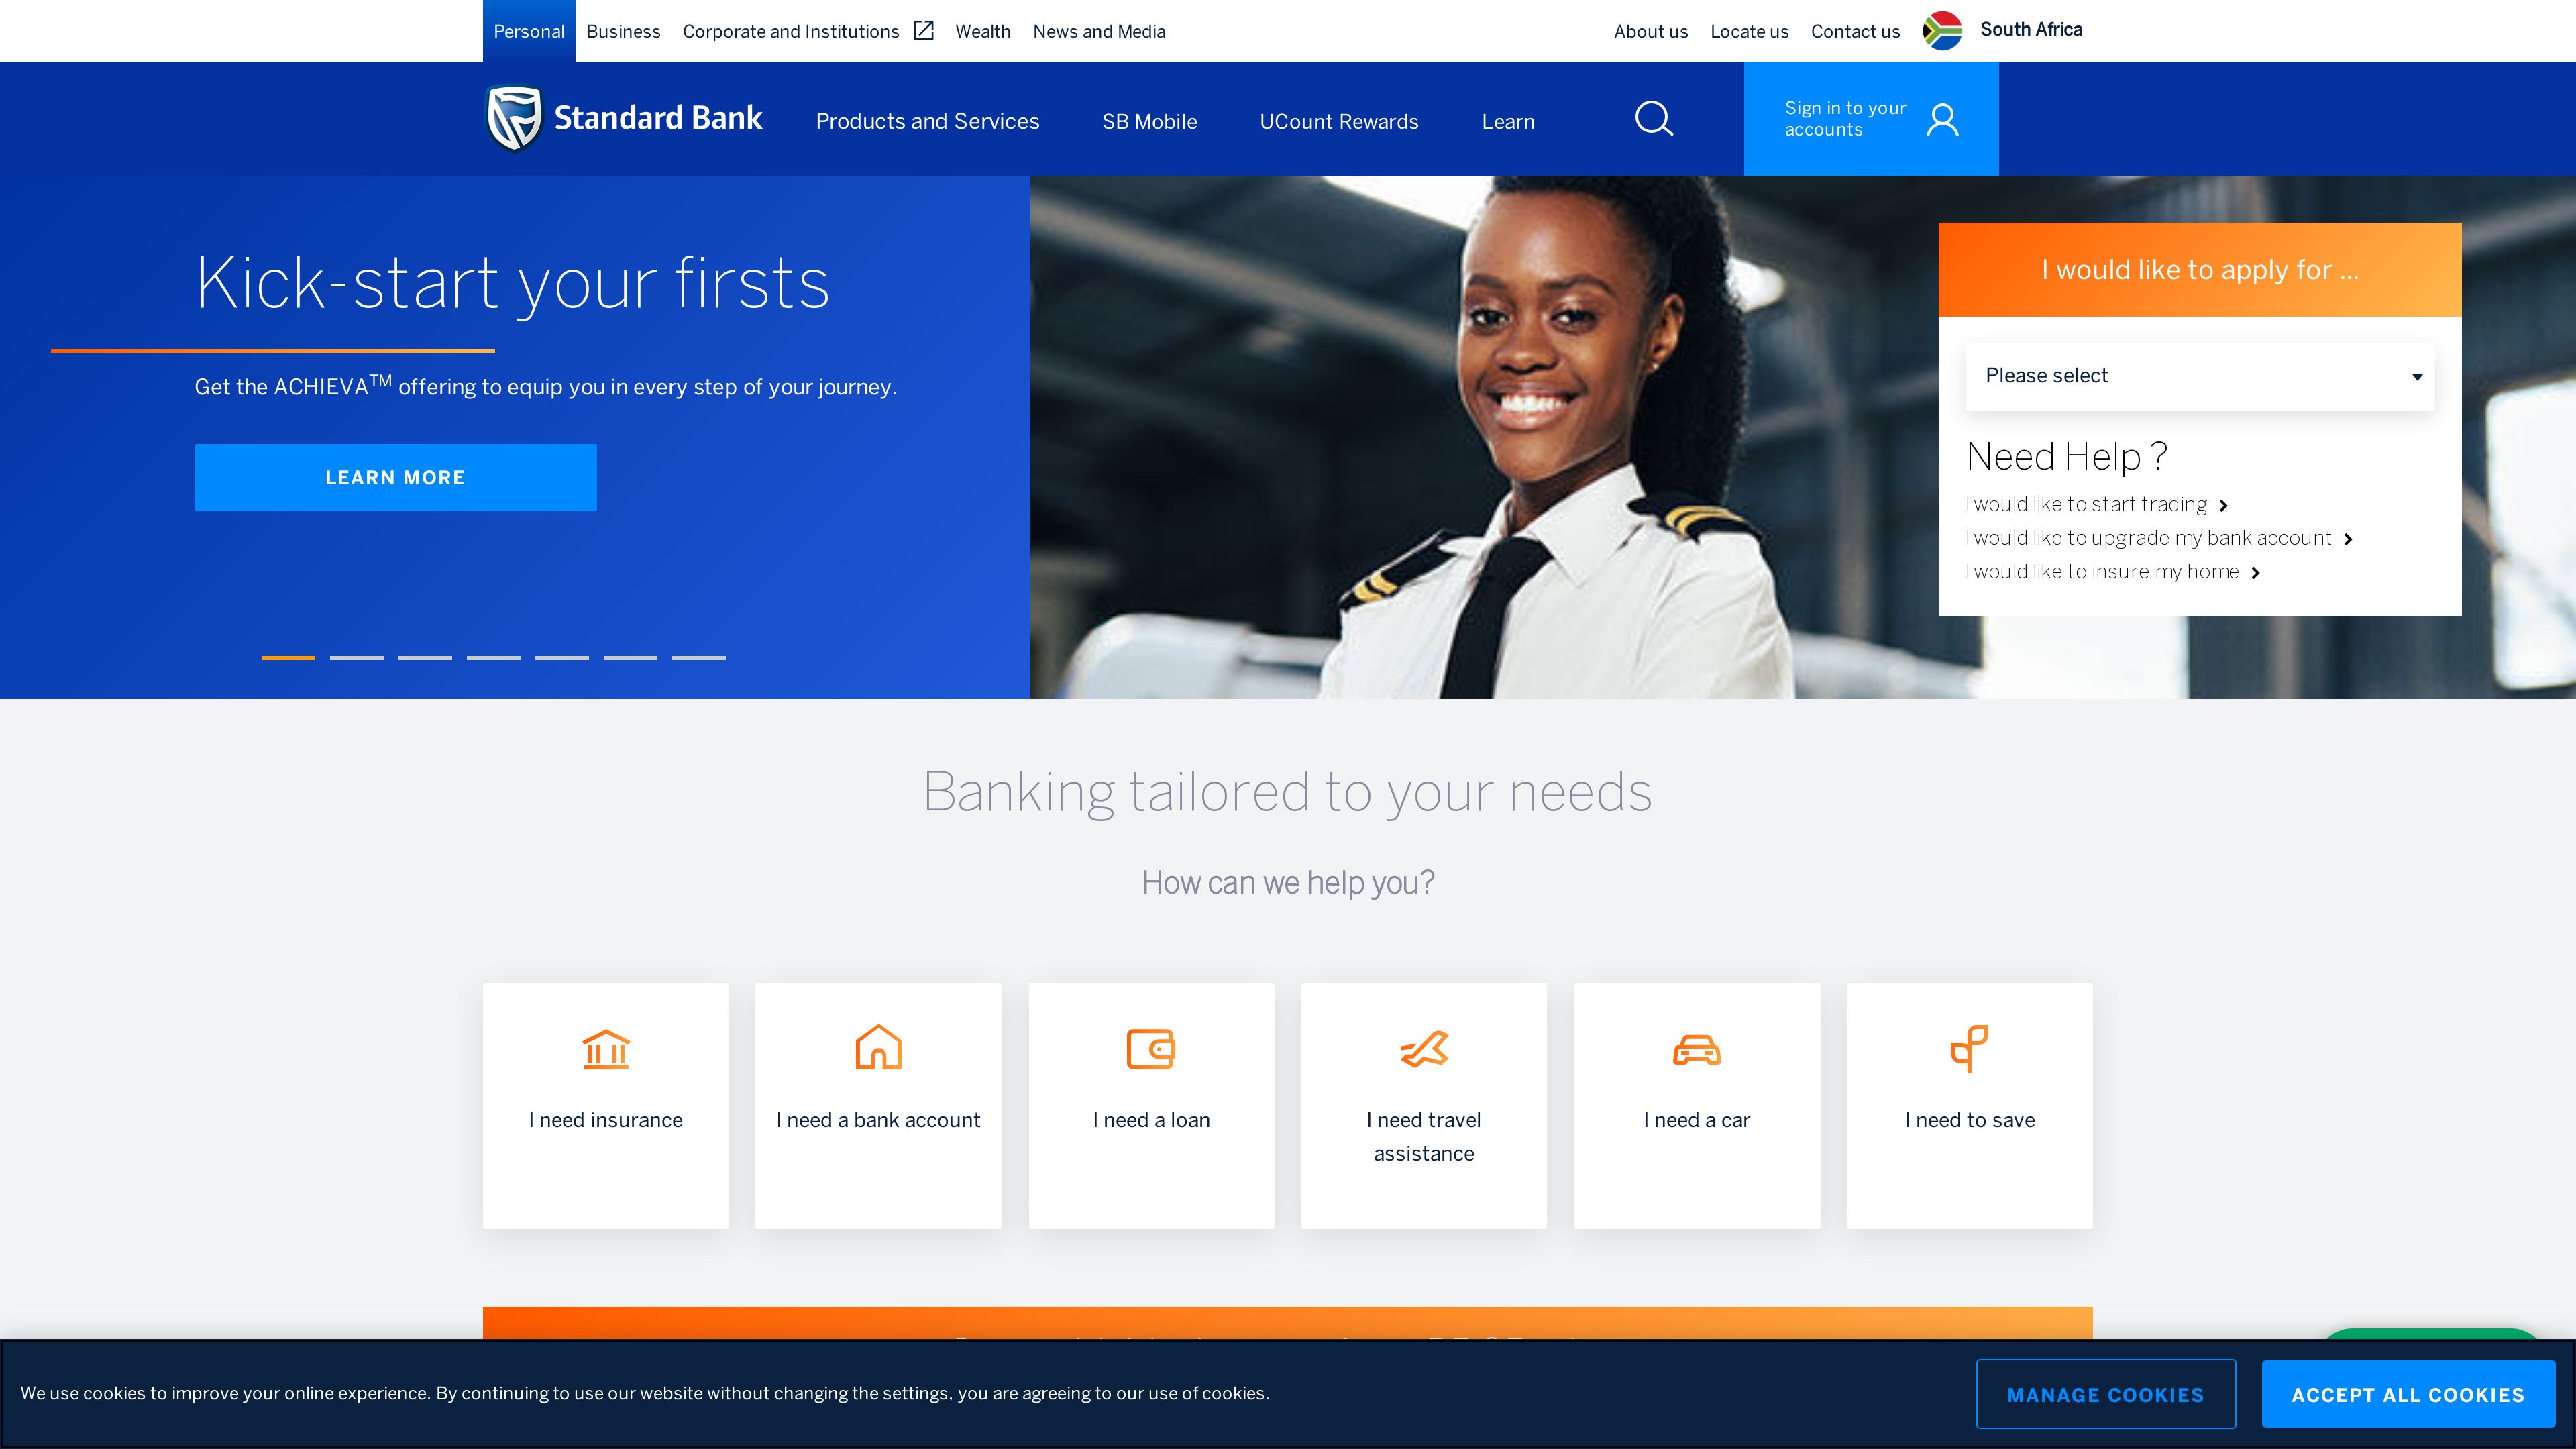 Personal
Business
Corporate and Institutions
Wealth
News and Media
About us
Locate us
Contact us
South Africa
Standard Bank
Products and Services
SB Mobile
UCount Rewards
Learn
Sign in to your
accounts
Kick-start your firsts
Get the ACHIEVA™ offering to equip you in every step of your journey.
LEARN MORE
I would like to apply for ...
Please select
Need Help ?
I would like to start trading
I would like to upgrade my bank account
I would like to insure my home
Banking tailored to your needs
How can we help you?
I need insurance
I need a bank account
I need a loan
I need travel
assistance
I need a car
I need to save
We use cookies to improve your online experience. By continuing to use our website without changing the settings, you are agreeing to our use of cookies.
MANAGE COOKIES
ACCEPT ALL COOKIES